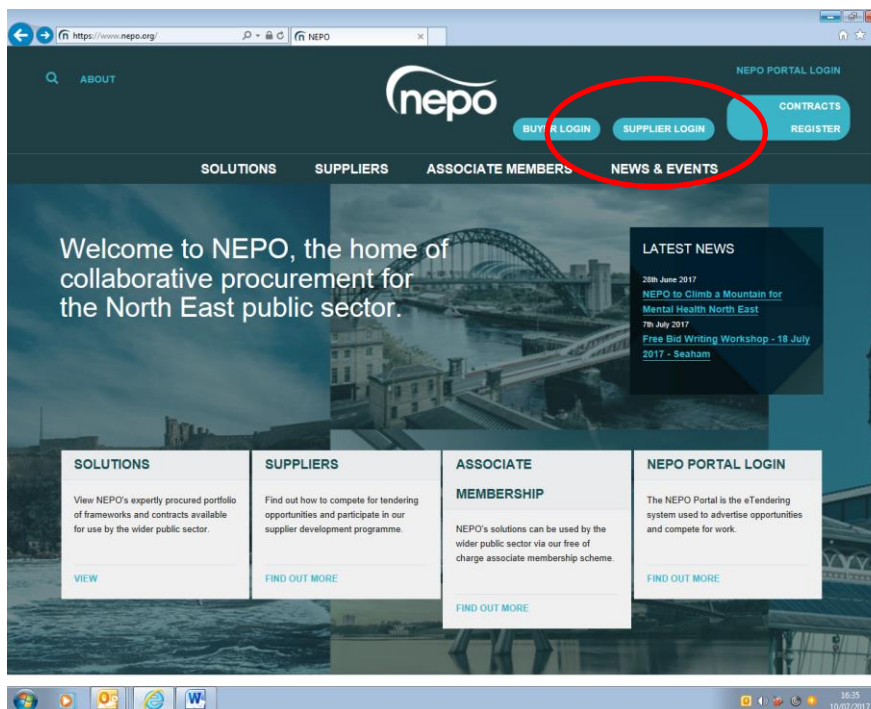 https://www.nepo.org/
NEPO
ABOUT
nepo
NEPO PORTAL LOGIN
BUYER LOGIN
SUPPLIER LOGIN
CONTRACTS
REGISTER
SOLUTIONS SUPPLIERS ASSOCIATE MEMBERS NEWS & EVENTS
Welcome to NEPO, the home of
collaborative procurement for
the North East public sector.
LATEST NEWS
28th June 2017
NEPO to Climb a Mountain for
Mental Health North East
7th July 2017
Free Bid Writing Workshop - 18 July
2017 - Seaham
SOLUTIONS
View NEPO's expertly procured portfolio
of frameworks and contracts available
for use by the wider public sector.
VIEW
SUPPLIERS
Find out how to compete for tendering
opportunities and participate in our
supplier development programme.
FIND OUT MORE
ASSOCIATE
MEMBERSHIP
NEPO's solutions can be used by the
wider public sector via our free of
charge associate membership scheme.
FIND OUT MORE
NEPO PORTAL LOGIN
The NEPO Portal is the eTendering
system used to advertise opportunities
and compete for work.
FIND OUT MORE
16:35
10/07/2017